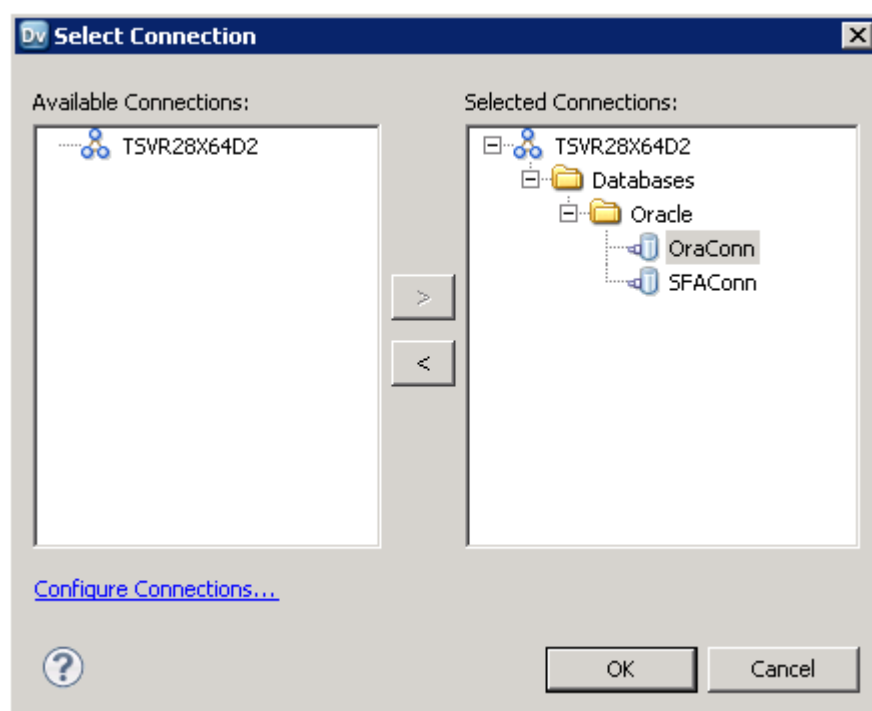 Dv Select Connection
Available Connections:
Selected Connections:
TSVR28X64D2
TSVR28X64D2
Databases
Oracle
OraConn
SFAConn
>
<
Configure Connections...
?
OK
Cancel